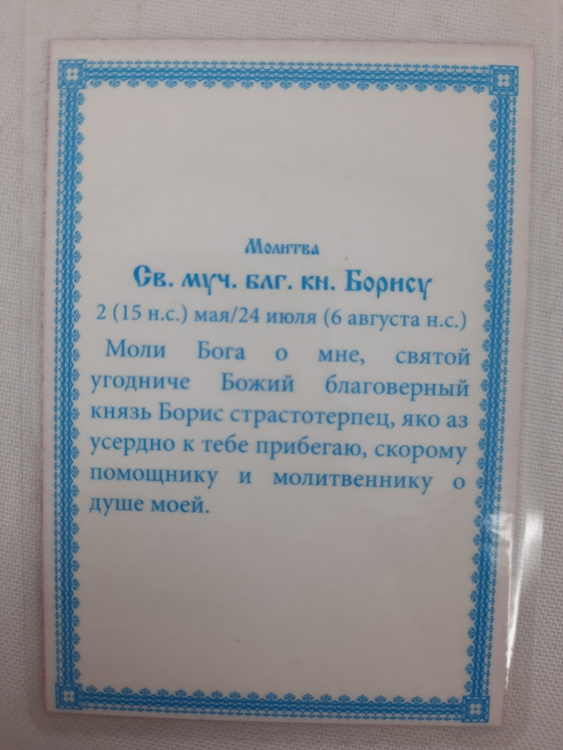 Молитва
Св. муч. блг. кн. Борису
2 (15 н.с.) мая/24 июля (6 августа н.с.)
Моли Бога о мне, святой
угодниче Божий благоверный
князь Борис страстотерпец, яко аз
усердно к тебе прибегаю, скорому
помощнику и молитвеннику о
душе моей.